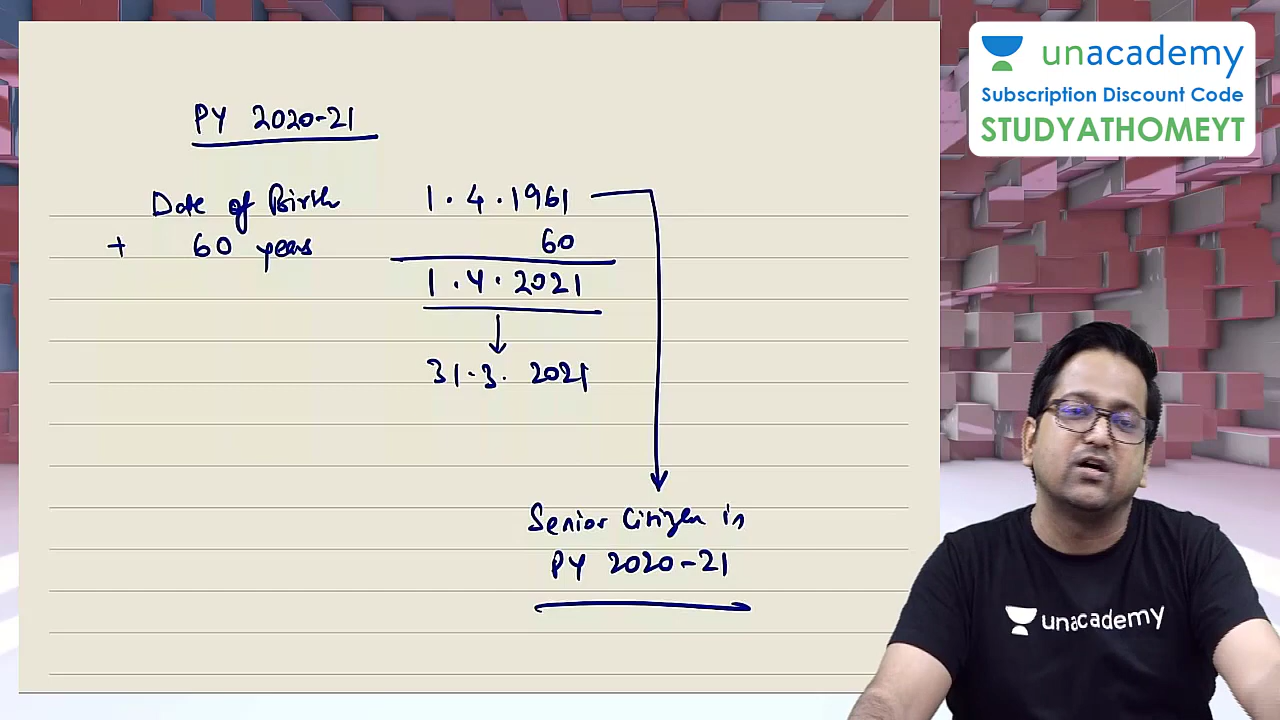 PY 2020-21
Date of Birth 1.4.1961
+ 60 years 60
1.4.2021
31.3.2021
Senior Citizen in
PY 2020-21
unacademy
Subscription Discount Code
STUDYATHOMEYT
unacademy